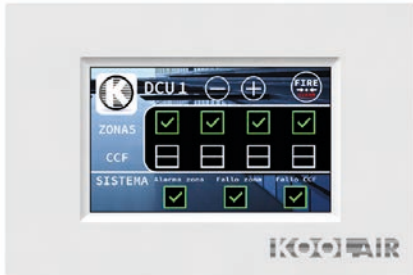 K DCU 1 FIRE
ZONAS
CCF
SISTEMA Alarma zona Fallo zona Fallo CCF
KOOLAIR